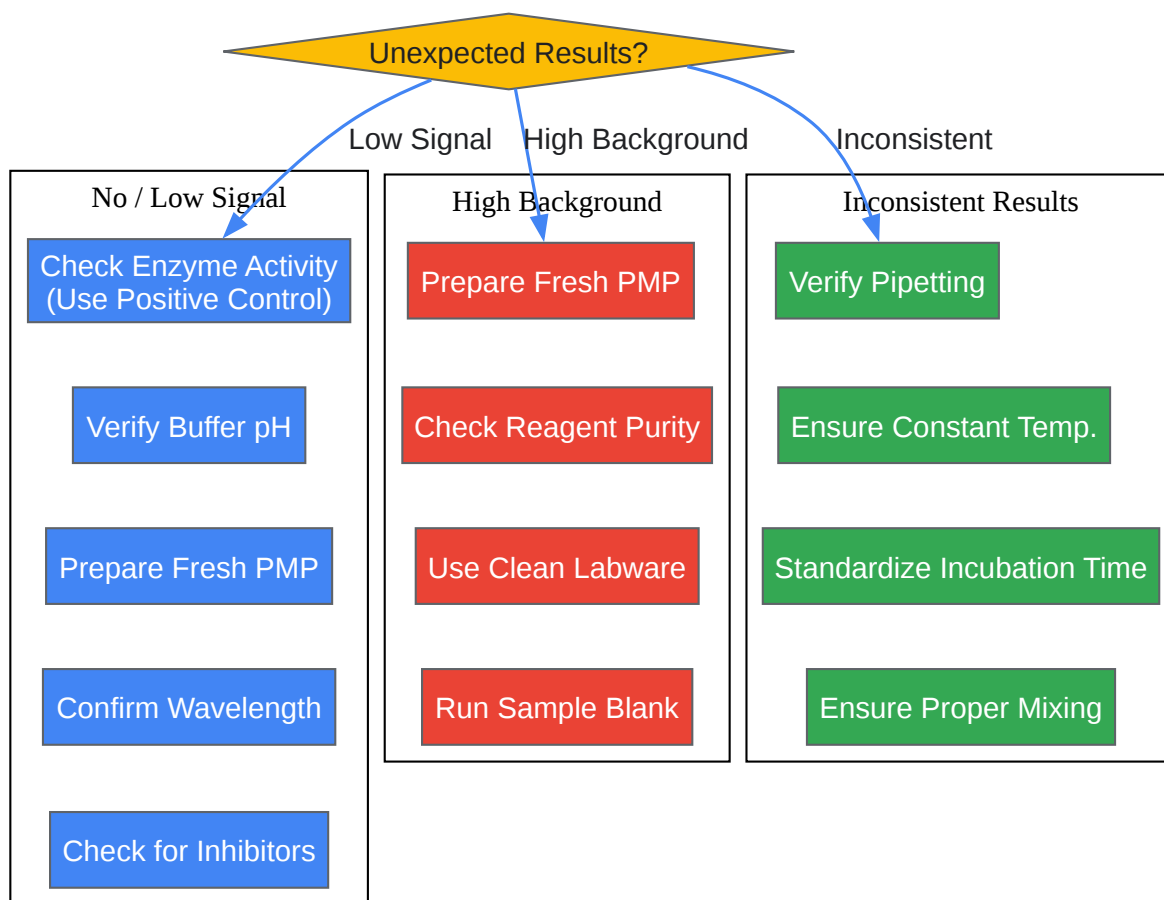 Unexpected Results?
Low Signal
High Background
Inconsistent
No / Low Signal
Check Enzyme Activity
(Use Positive Control)
Verify Buffer pH
Prepare Fresh PMP
Confirm Wavelength
Check for Inhibitors
High Background
Prepare Fresh PMP
Check Reagent Purity
Use Clean Labware
Run Sample Blank
Inconsistent Results
Verify Pipetting
Ensure Constant Temp.
Standardize Incubation Time
Ensure Proper Mixing